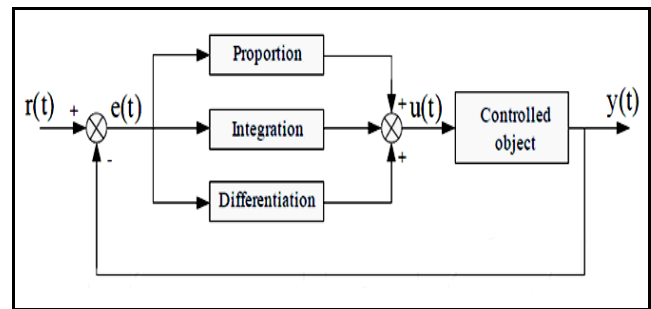 Proportion
r(t)
+
e(t)
Integration
+
u(t)
Controlled
object
y(t)
-
+
Differentiation